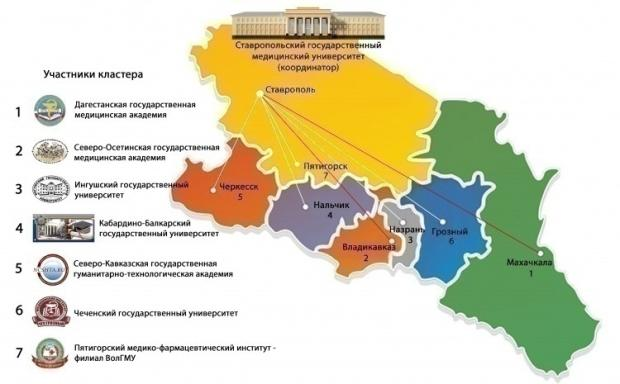 Ставропольский государственный
медицинский университет
(координатор)
Участники кластера
1
Дагестанская государственная
медицинская академия
2
Северо-Осетинская государственная
медицинская академия
3
Ингушский государственный
университет
4
Кабардино-Балкарский
государственный университет
5
Северо-Кавказская государственная
гуманитарно-технологическая академия
6
Чеченский государственный университет
7
Пятигорский медико-фармацевтический институт -
филиал ВолГМУ
Ставрополь
Пятигорск
7
Черкесск
5
Нальчик
4
Владикавказ
2
Назрань
3
Грозный
6
Махачкала
1